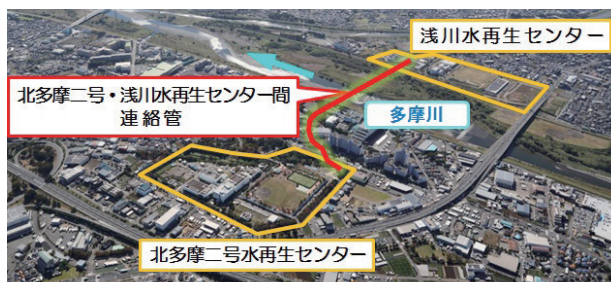 浅川水再生センター
北多摩二号・浅川水再生センター間
連絡管
多摩川
北多摩二号水再生センター